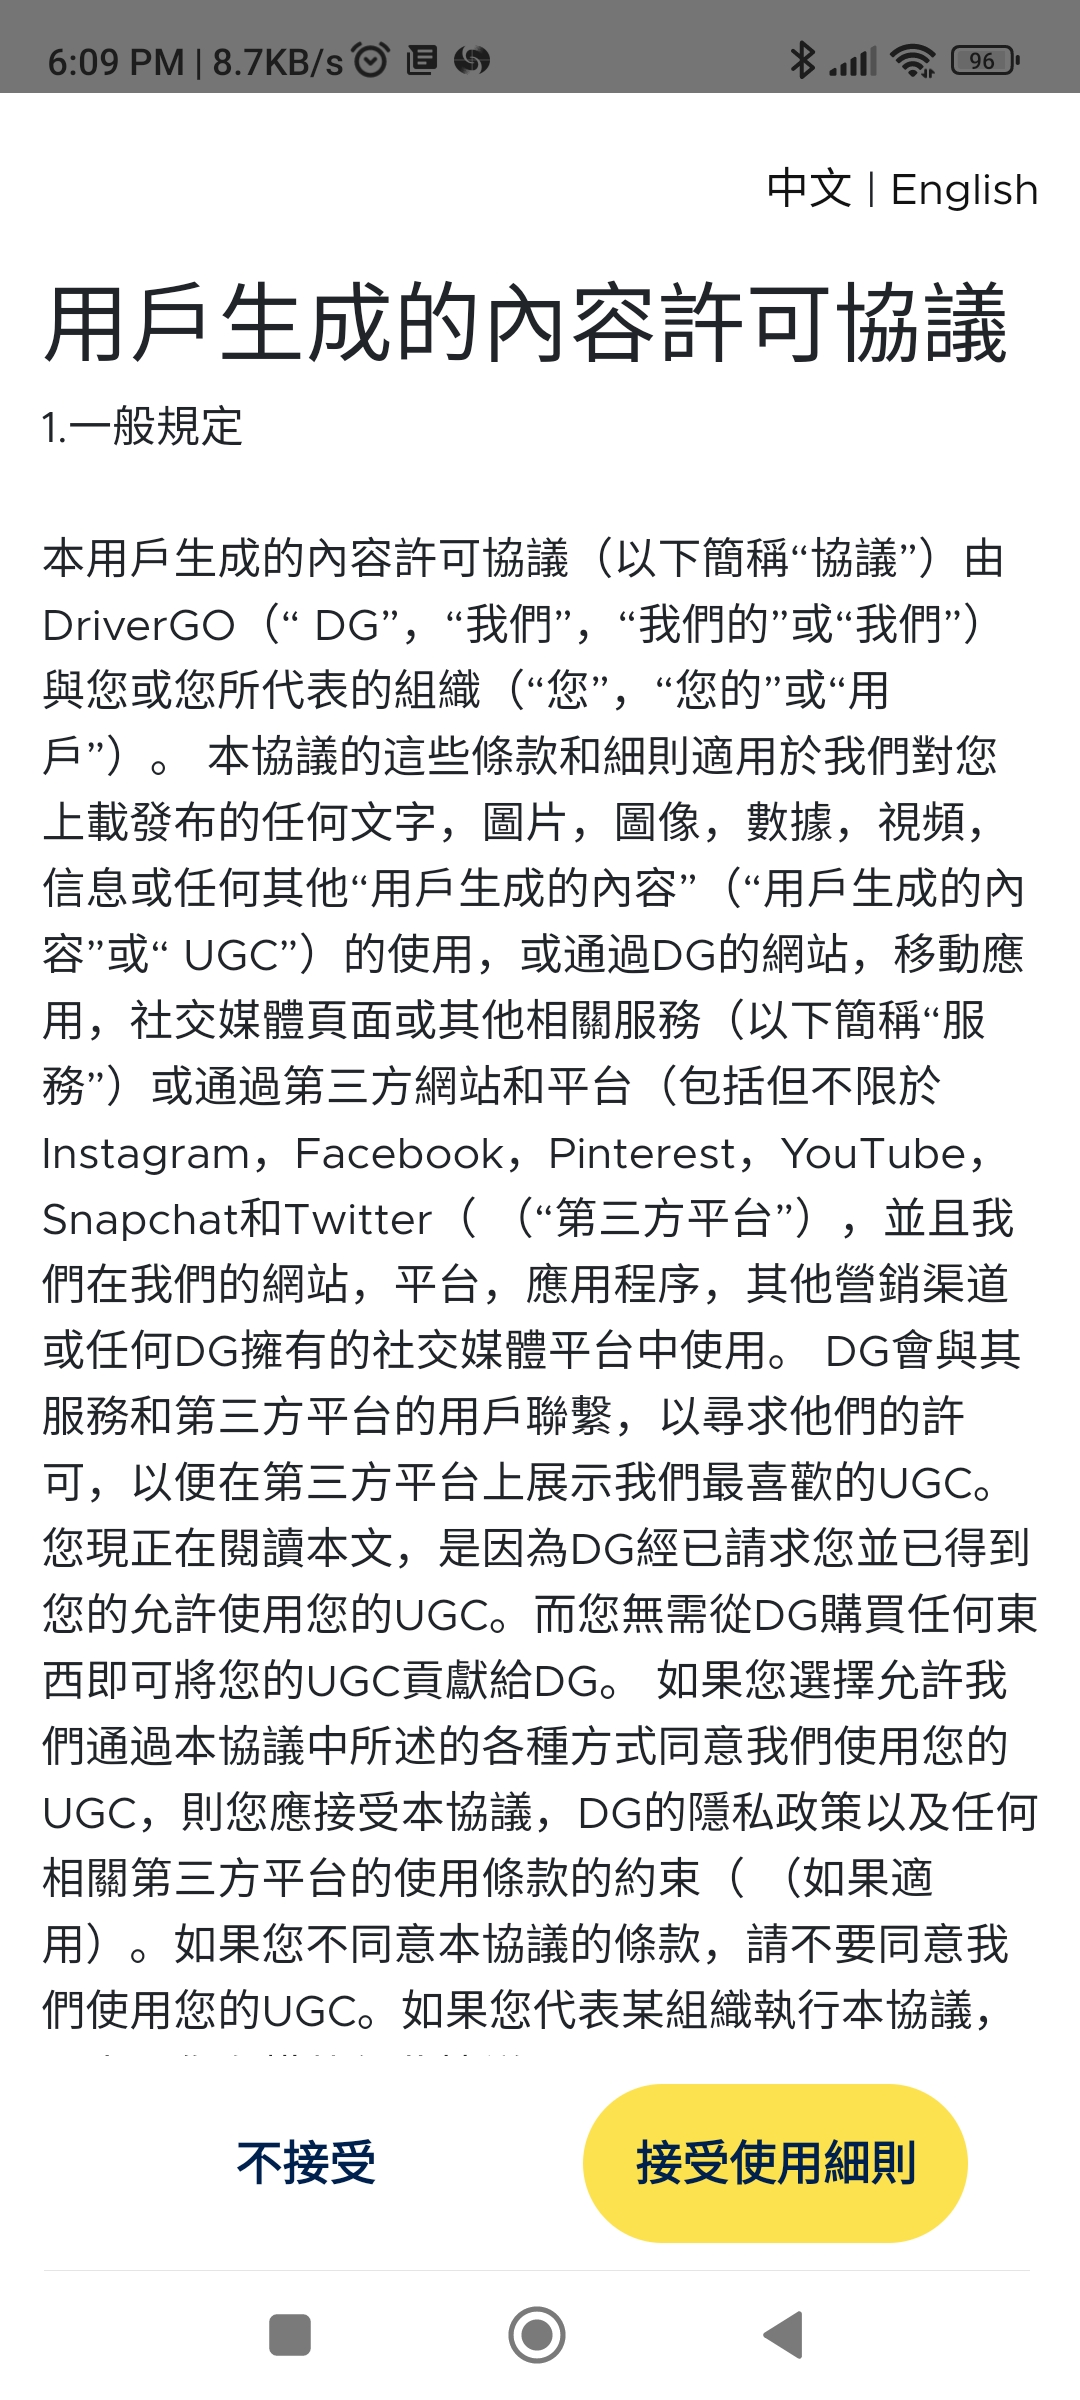 6:09 PM | 8.7KB/s
96
中文 | English
用戶生成的內容許可協議
1.一般規定
本用戶生成的內容許可協議（以下簡稱“協議”）由
DriverGO（“ DG”，“我們”，“我們的”或“我們”）
與您或您所代表的組織（“您”，“您的”或“用
戶”）。 本協議的這些條款和細則適用於我們對您
上載發布的任何文字，圖片，圖像，數據，視頻，
信息或任何其他“用戶生成的內容”（“用戶生成的內
容”或“ UGC”）的使用，或通過DG的網站，移動應
用，社交媒體頁面或其他相關服務（以下簡稱“服
務”）或通過第三方網站和平台（包括但不限於
Instagram，Facebook，Pinterest，YouTube，
Snapchat和Twitter（ （“第三方平台”），並且我
們在我們的網站，平台，應用程序，其他營銷渠道
或任何DG擁有的社交媒體平台中使用。 DG會與其
服務和第三方平台的用戶聯繫，以尋求他們的許
可，以便在第三方平台上展示我們最喜歡的UGC。
您現正在閱讀本文，是因為DG經已請求您並已得到
您的允許使用您的UGC。而您無需從DG購買任何東
西即可將您的UGC貢獻給DG。 如果您選擇允許我
們通過本協議中所述的各種方式同意我們使用您的
UGC，則您應接受本協議，DG的隱私政策以及任何
相關第三方平台的使用條款的約束（ （如果適
用）。如果您不同意本協議的條款，請不要同意我
們使用您的UGC。如果您代表某組織執行本協議，
不接受
接受使用細則